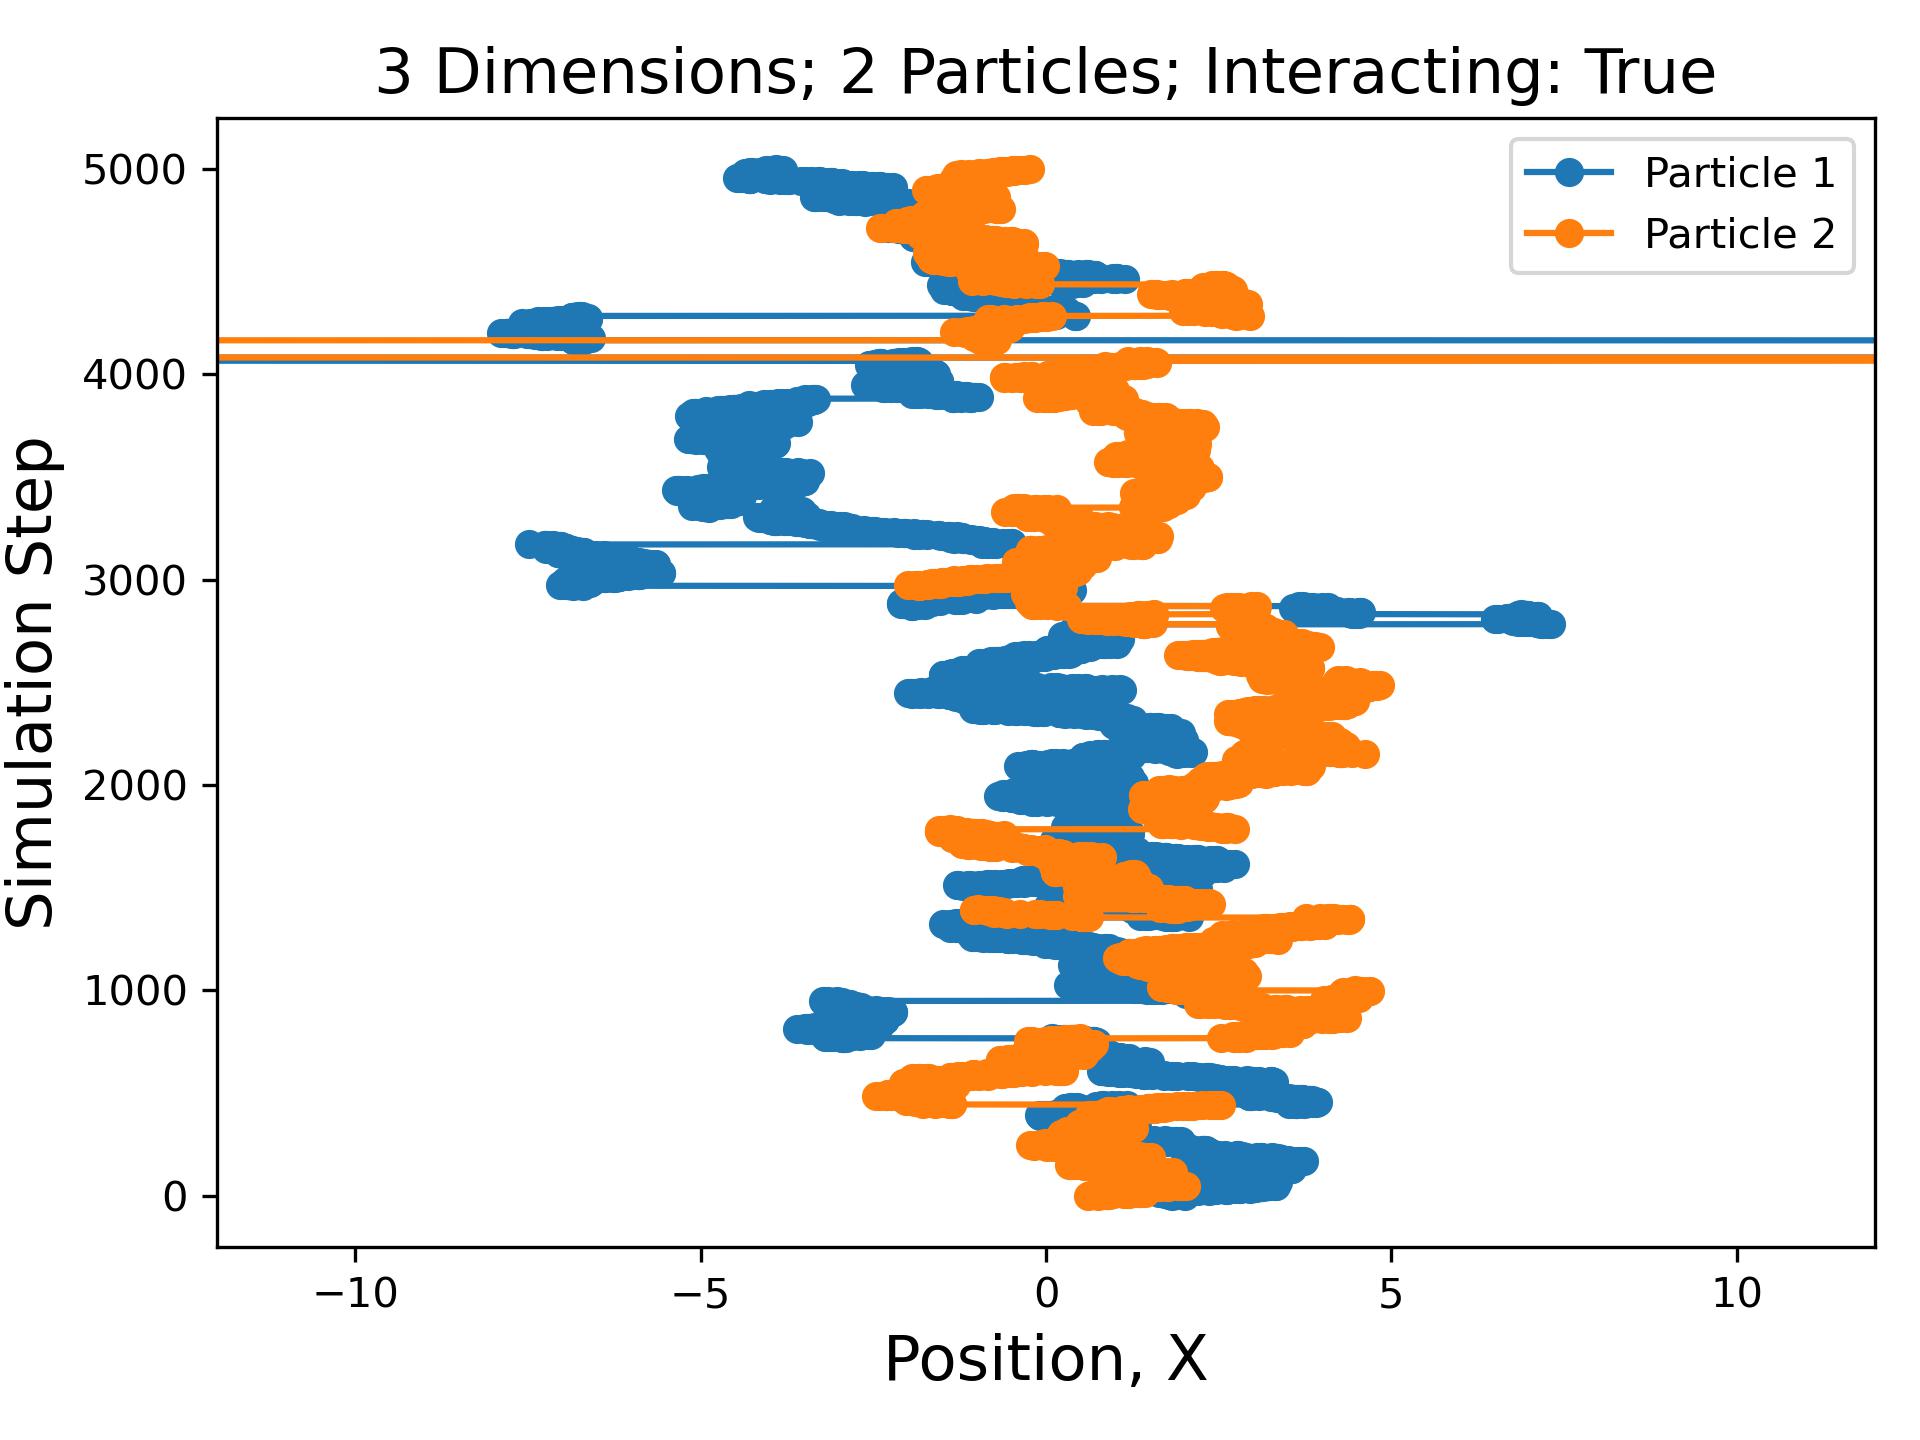 3 Dimensions; 2 Particles; Interacting: True
Particle 1
Particle 2
5000
4000
3000
2000
1000
0
Simulation Step
−10
−5
0
5
10
Position, X